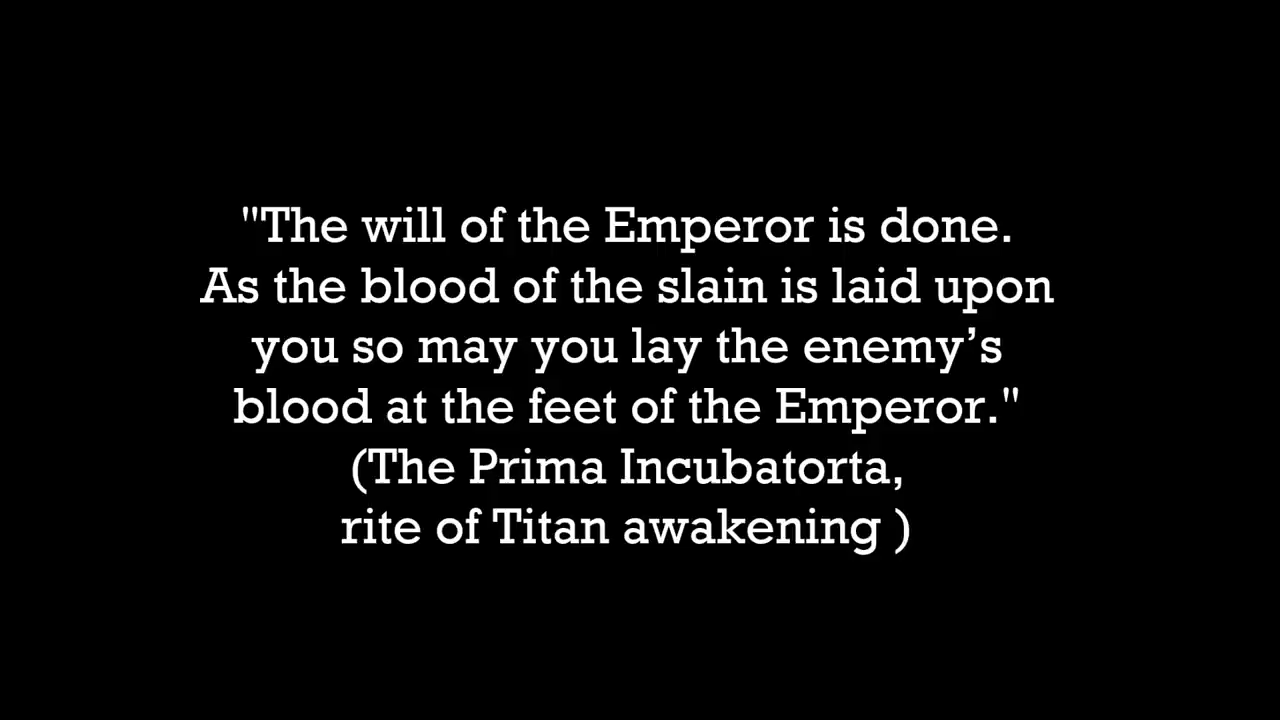 "The will of the Emperor is done.
As the blood of the slain is laid upon
you so may you lay the enemy’s
blood at the feet of the Emperor."
(The Prima Incubatorta,
rite of Titan awakening )